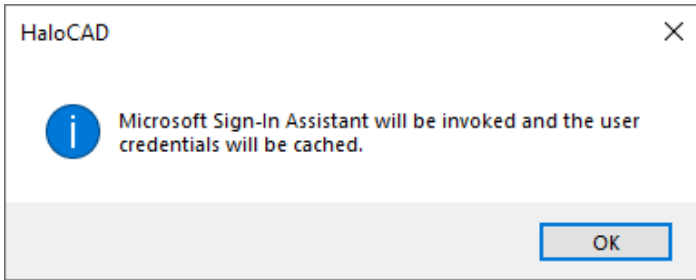 HaloCAD
Microsoft Sign-In Assistant will be invoked and the user
credentials will be cached.
OK